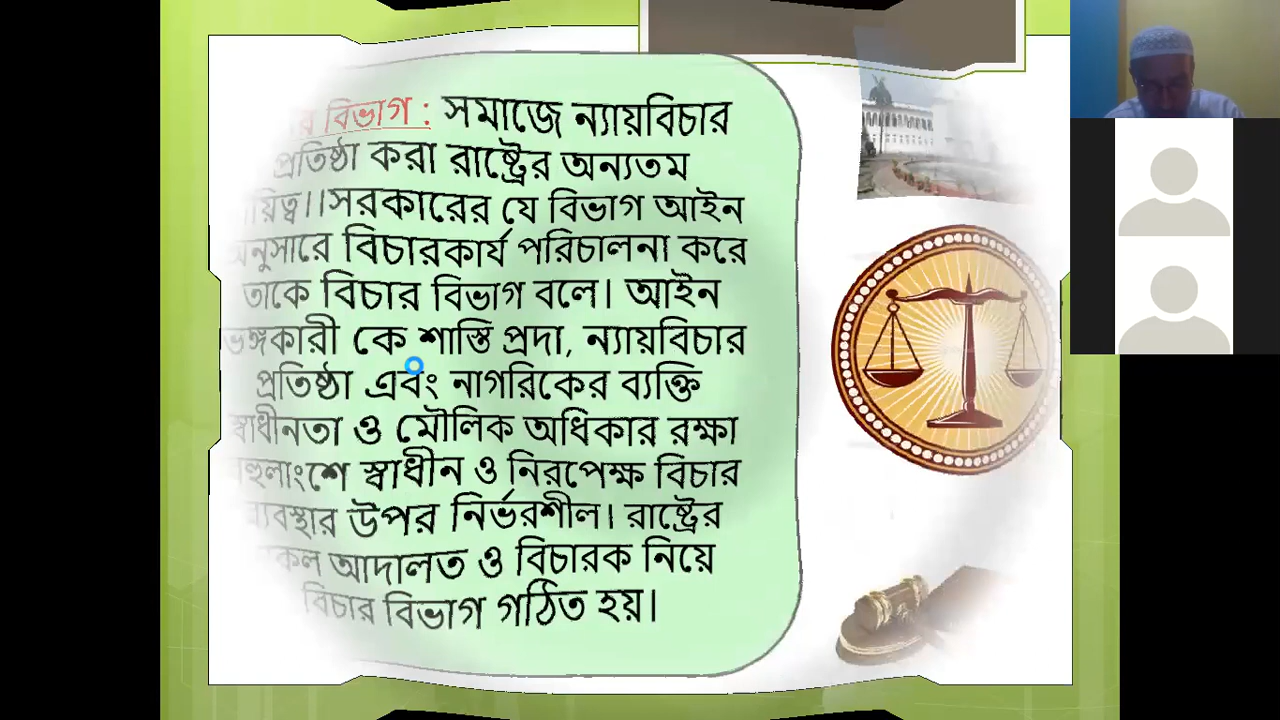 বিভাগ : সমাজে ন্যায়বিচার
প্রতিষ্ঠা করা রাষ্ট্রের অন্যতম
সরকারের যে বিভাগ আইন
অনুসারে বিচারকার্য পরিচালনা করে
তাকে বিচার বিভাগ বলে। আইন
ভঙ্গকারী কে শাস্তি প্রদা, ন্যায়বিচার
প্রতিষ্ঠা এবং নাগরিকের ব্যক্তি
স্বাধীনতা ও মৌলিক অধিকার রক্ষা
স্বাধীন ও নিরপেক্ষ বিচার
ব্যবস্থার উপর নির্ভরশীল। রাষ্ট্রের
আদালত ও বিচারক নিয়ে
বিচার বিভাগ গঠিত হয়।